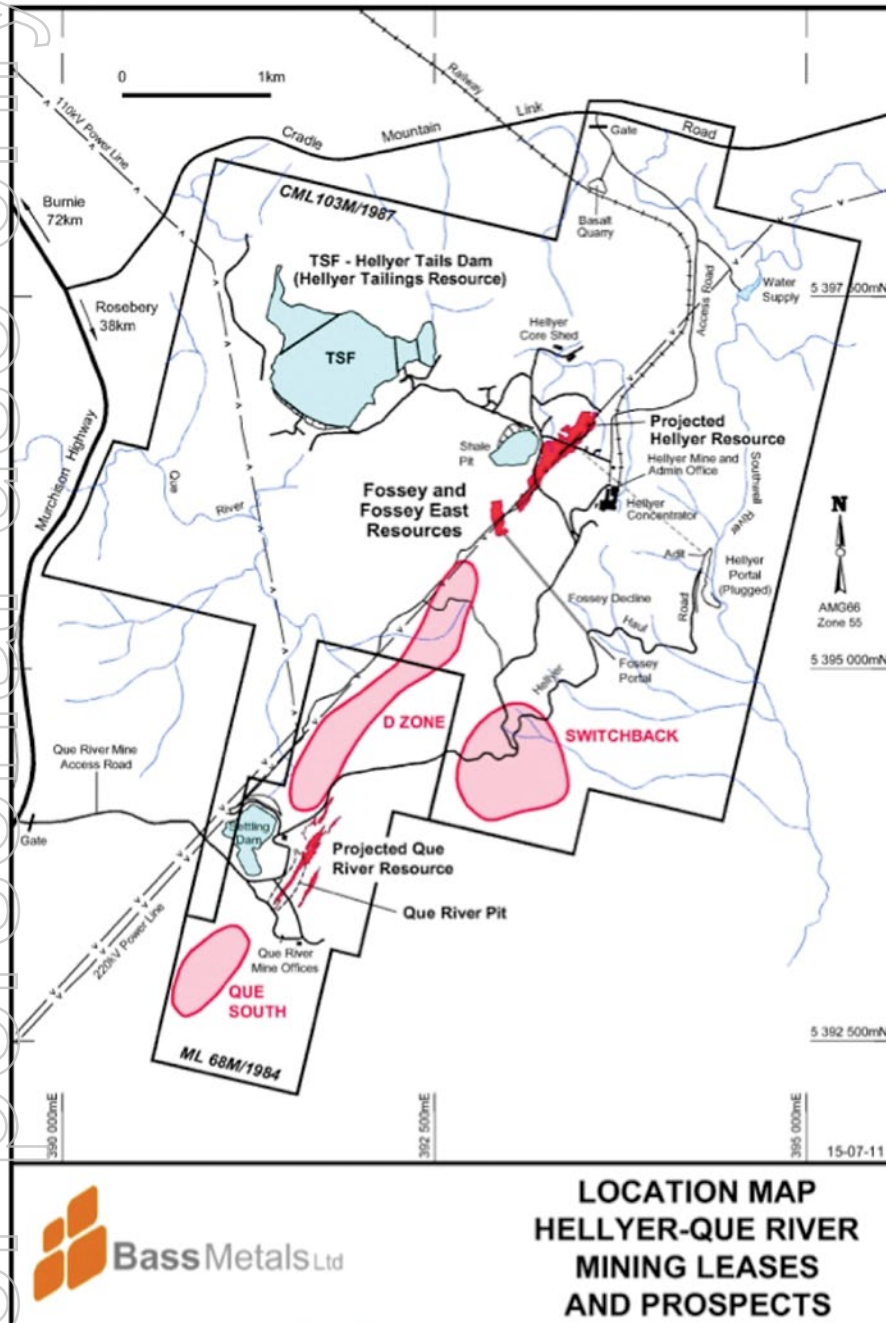 0 1km
Railway
110kV Power Line
Cradle Mountain Link Road
Gate
Burnie
72km
CML103M/1987
Basalt
Quarry
TSF - Hellyer Tails Dam
(Hellyer Tailings Resource)
Access Road
Water
Supply
5 397 500mN
Rosebery
38km
Hellyer
Core Shed
TSF
Murchison Highway
Projected
Hellyer Resource
Shale
Pit
Hellyer Mine and
Admin Office
Que River
Fossey and
Fossey East
Resources
Hellyer
Concentrator
Southwell River
N
Adit
Hellyer
Portal
(Plugged)
AMG66
Zone 55
Fossey Decline
Haul Road
Fossey
Portal
5 395 000mN
Hellyer
D ZONE
SWITCHBACK
Que River Mine
Access Road
Gate
Settling
Dam
Projected Que
River Resource
Que River Pit
220kV Power Line
Que River
Mine Offices
QUE
SOUTH
ML 68M/1984
5 392 500mN
390 000mE
392 500mE
395 000mE
15-07-11
BassMetals Ltd
LOCATION MAP
HELLYER-QUE RIVER
MINING LEASES
AND PROSPECTS